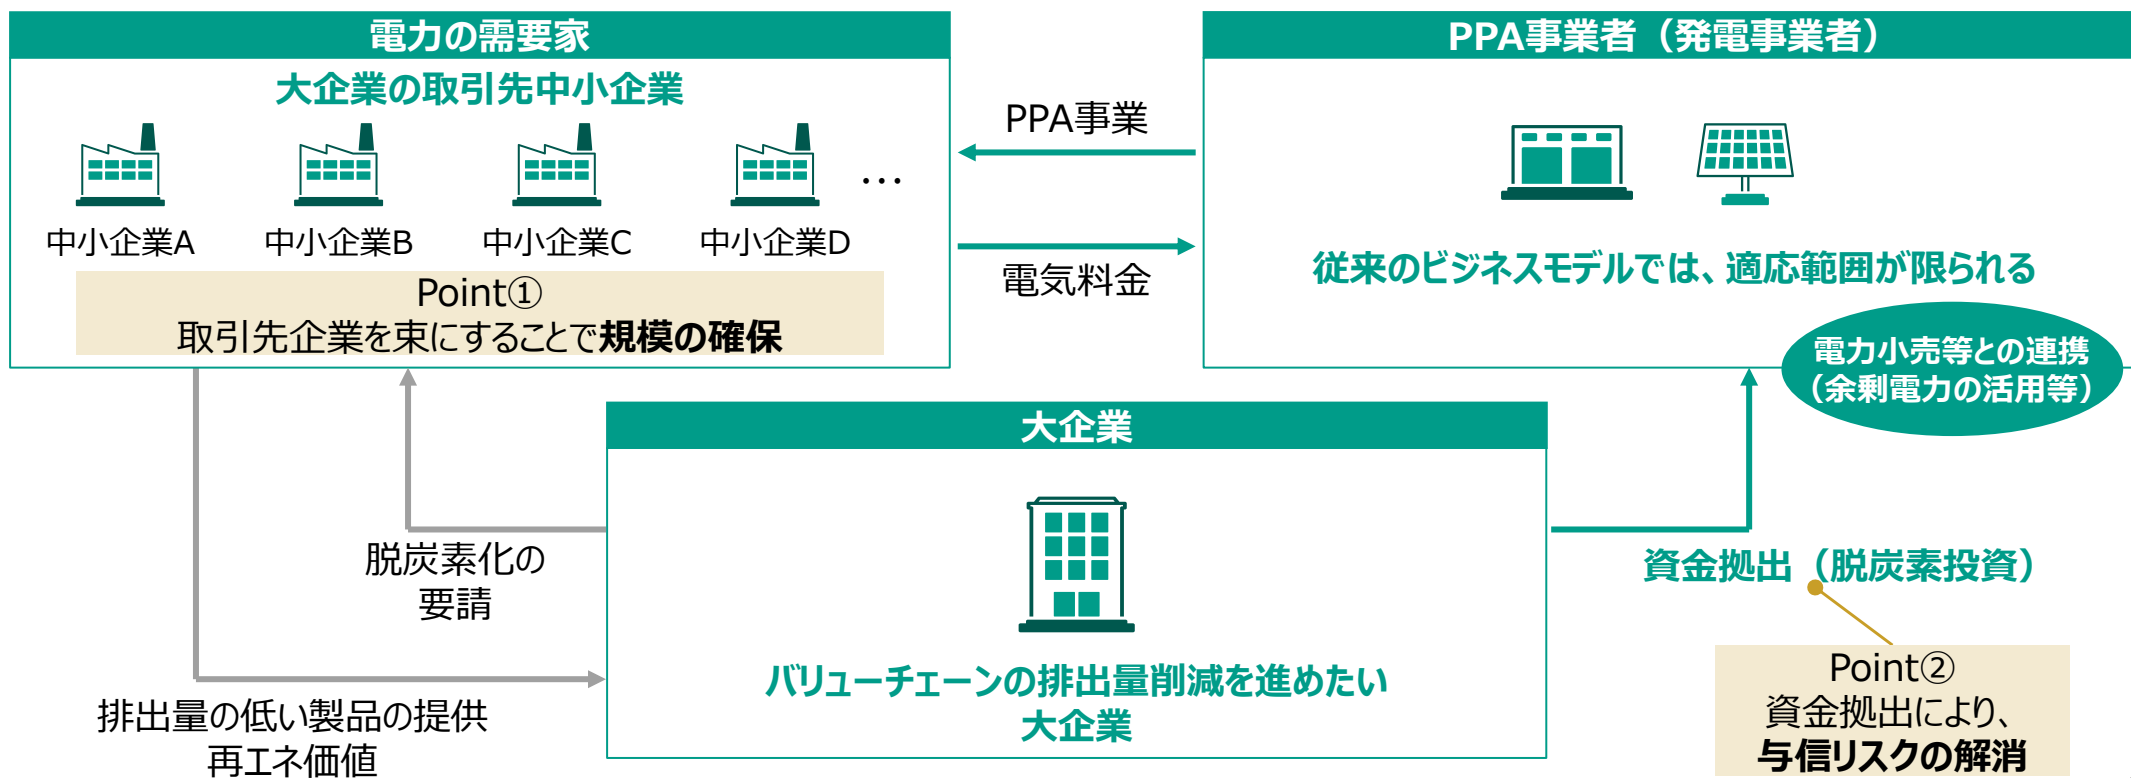 電力の需要家
大企業の取引先中小企業
中小企業A
中小企業B
中小企業C
中小企業D
…
Point①
取引先企業を束にすることで規模の確保
PPA事業
電気料金
PPA事業者（発電事業者）
従来のビジネスモデルでは、適応範囲が限られる
電力小売等との連携
（余剰電力の活用等）
大企業
バリューチェーンの排出量削減を進めたい
大企業
脱炭素化の
要請
排出量の低い製品の提供
再エネ価値
資金拠出（脱炭素投資）
Point②
資金拠出により、
与信リスクの解消